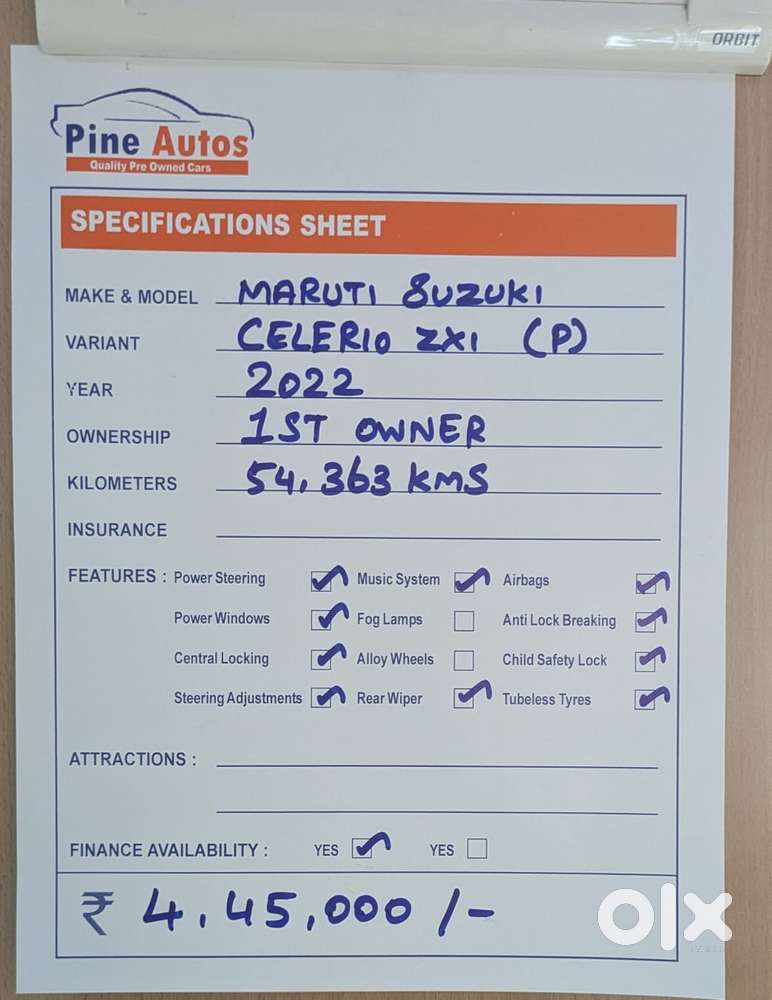 ORBIT
Pine Autos
Quality Pre Owned Cars
SPECIFICATIONS SHEET
MAKE & MODEL MARUTI SUZUKI
VARIANT CELERIO ZXI (P)
YEAR 2022
OWNERSHIP 1ST OWNER
KILOMETERS 54,363 KMS
INSURANCE
FEATURES : Power Steering ✓ Music System ✓ Airbags ✓
Power Windows ✓ Fog Lamps ☐ Anti Lock Breaking ✓
Central Locking ✓ Alloy Wheels ☐ Child Safety Lock ✓
Steering Adjustments ✓ Rear Wiper ✓ Tubeless Tyres ✓
ATTRACTIONS :
FINANCE AVAILABILITY : YES ✓ YES ☐
₹ 4,45,000/-
olx